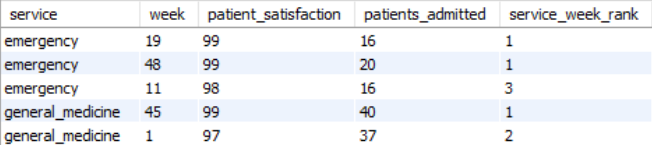 service week patient_satisfaction patients_admitted service_week_rank
emergency 19 99 16 1
emergency 48 99 20 1
emergency 11 98 16 3
general_medicine 45 99 40 1
general_medicine 1 97 37 2